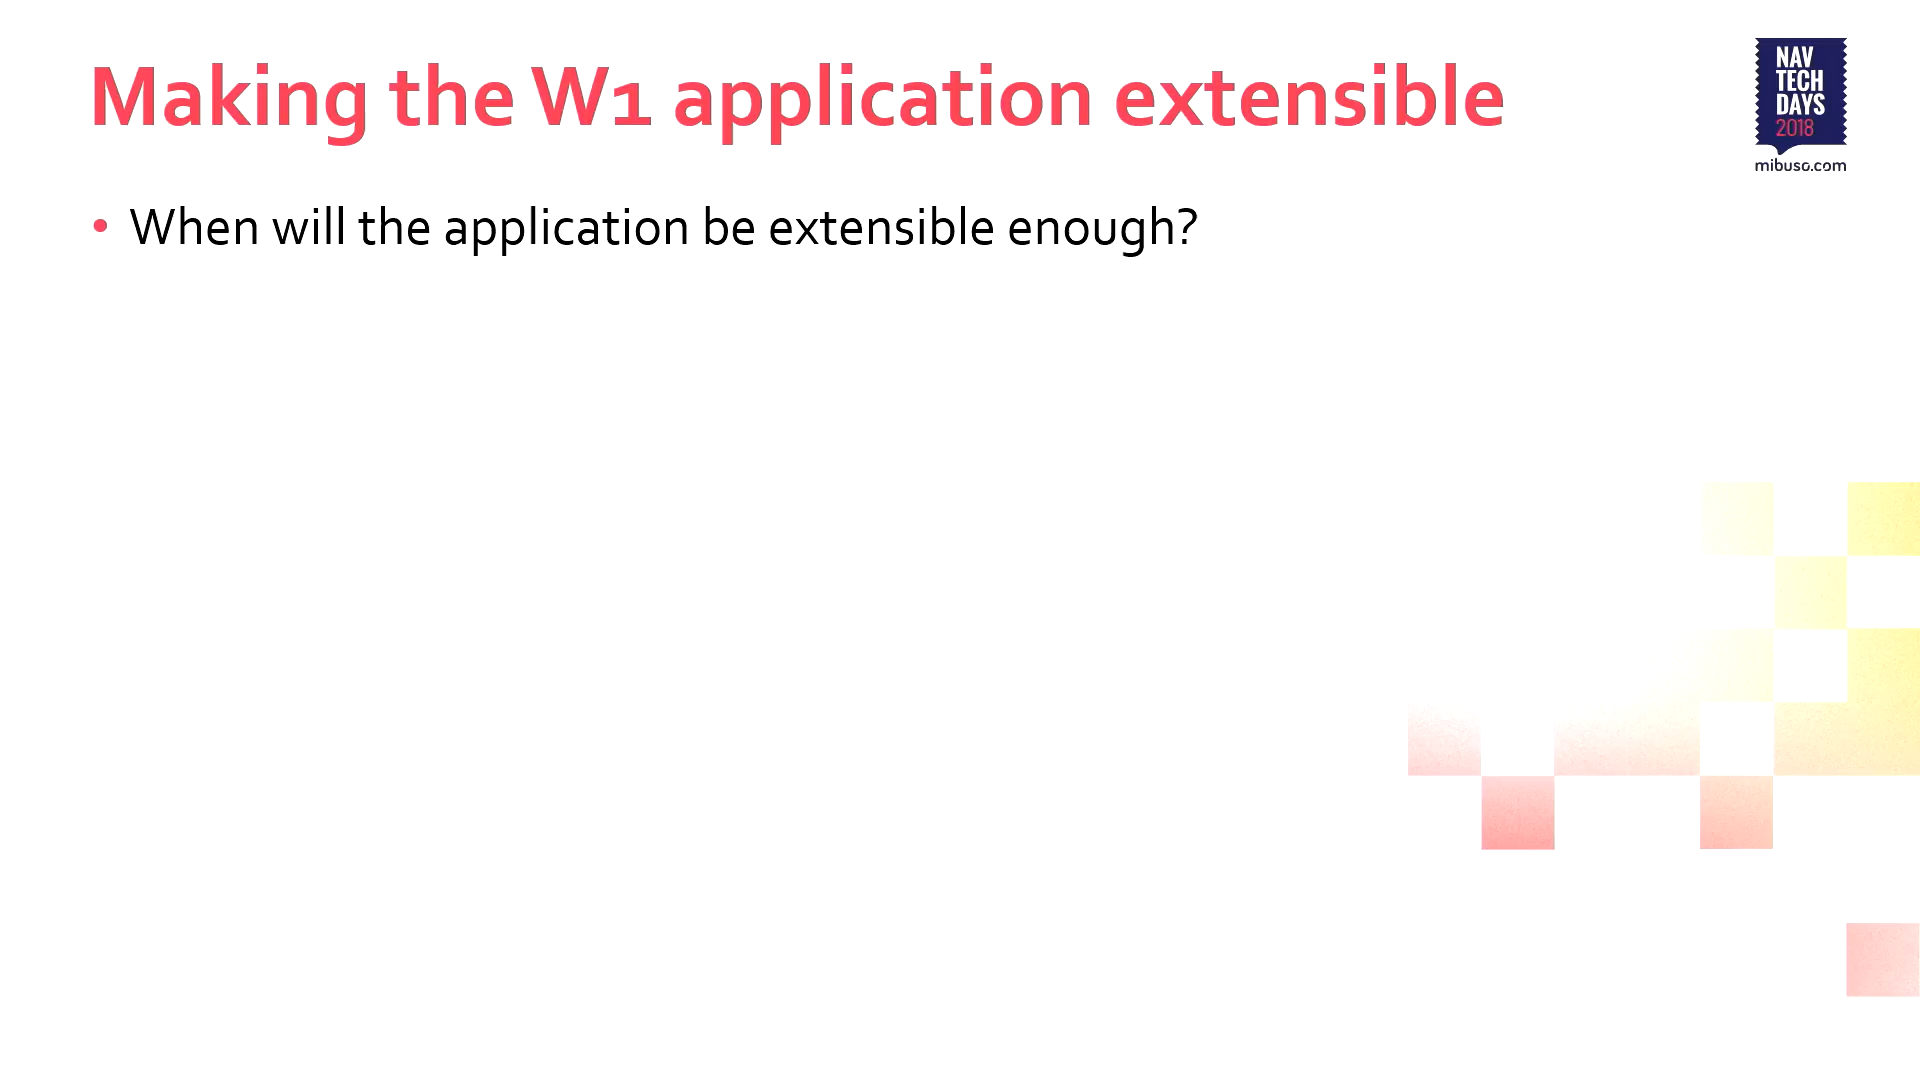 Making the W1 application extensible
NAV
TECH
DAYS
2018
mibuso.com
• When will the application be extensible enough?